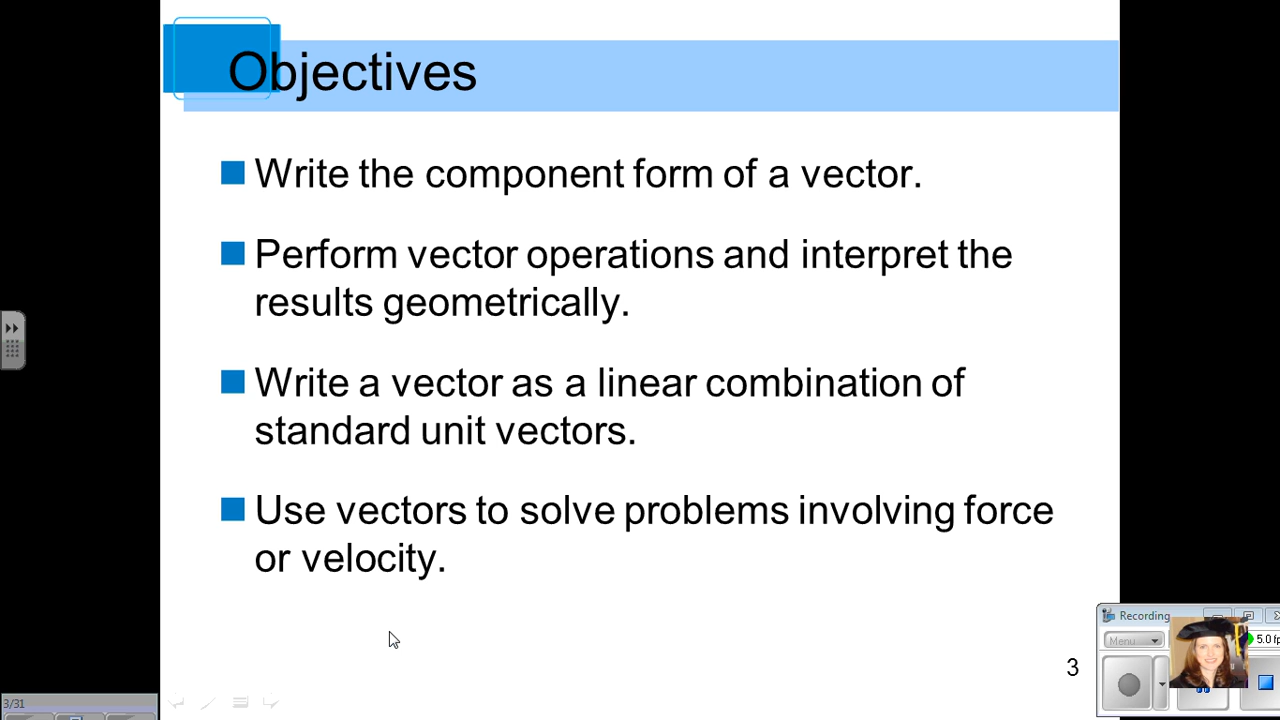 Objectives
Write the component form of a vector.
Perform vector operations and interpret the
results geometrically.
Write a vector as a linear combination of
standard unit vectors.
Use vectors to solve problems involving force
or velocity.
3
Recording
Menu
5.0 fp
3/31